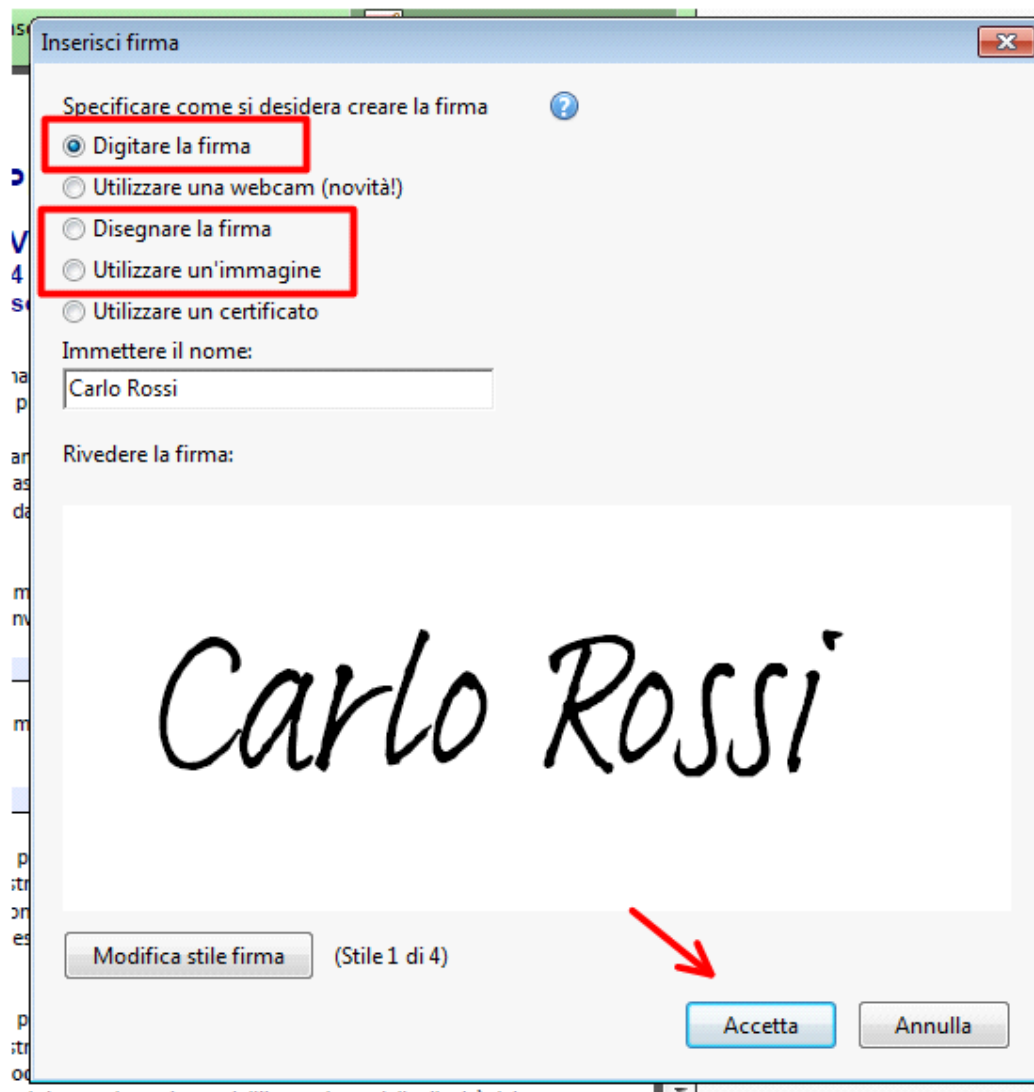 Inserisci firma
Specificare come si desidera creare la firma
Digitare la firma
Utilizzare una webcam (novità!)
Disegnare la firma
Utilizzare un'immagine
Utilizzare un certificato
Immettere il nome:
Carlo Rossi
Rivedere la firma:
Carlo Rossi
Modifica stile firma (Stile 1 di 4)
Accetta Annulla